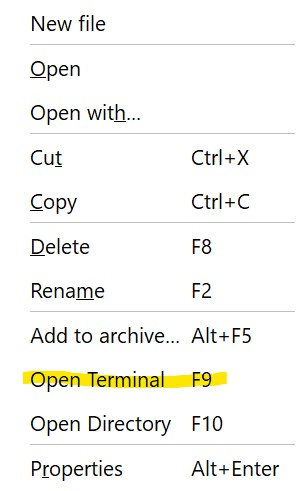 New file
Open
Open with...
Cut Ctrl+X
Copy Ctrl+C
Delete F8
Rename F2
Add to archive... Alt+F5
Open Terminal F9
Open Directory F10
Properties Alt+Enter